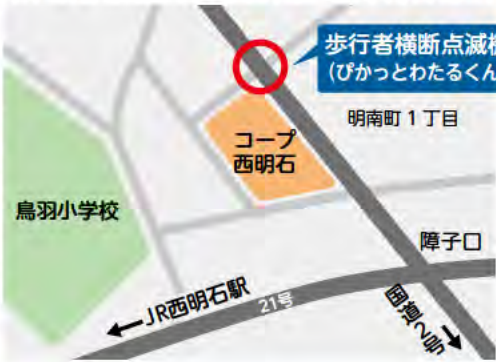 歩行者横断点滅
(ぴかっとわたるくん
明南町1丁目
コープ
西明石
鳥羽小学校
障子口
JR西明石駅
21号
国道2号